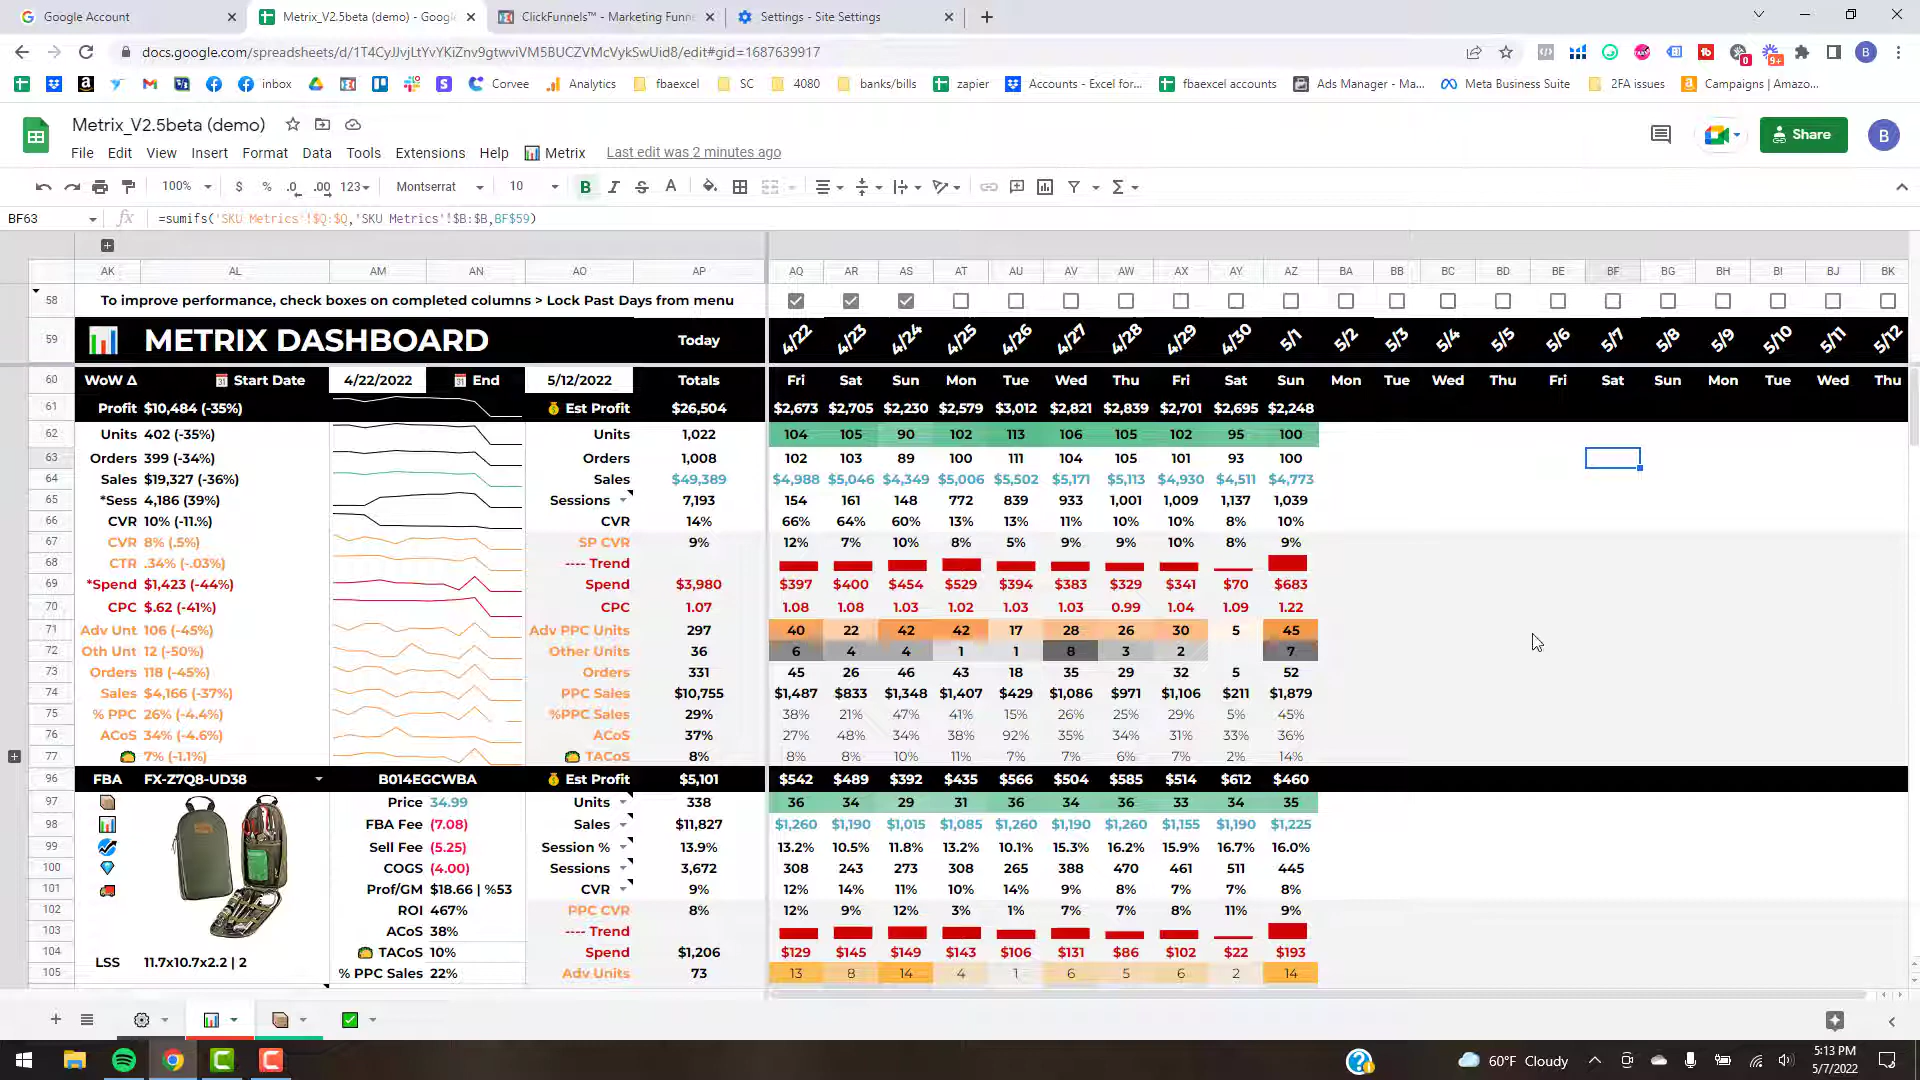 Google Account
Metrix_V2.5beta (demo) - Google
ClickFunnels™ - Marketing Funne
Settings - Site Settings
docs.google.com/spreadsheets/d/1T4CyJJvjLtYvYKiZnv9gtwviVM5BUCZVMcVykSwUid8/edit#gid=1687639917
inbox
Corvee
Analytics
fbaexcel
SC
4080
banks/bills
zapier
Accounts - Excel for...
fbaexcel accounts
Ads Manager - Ma...
Meta Business Suite
2FA issues
Campaigns | Amazo...
Metrix_V2.5beta (demo)
Share
B
File Edit View Insert Format Data Tools Extensions Help Metrix Last edit was 2 minutes ago
100% $ % .0 .00 123 Montserrat 10 B I S A
BF63 fx =sumifs('SKU Metrics'!$Q:$Q,'SKU Metrics'!$B:$B,BF$59)
AK AL AM AN AO AP AQ AR AS AT AU AV AW AX AY AZ BA BB BC BD BE BF BG BH BI BJ BK
58 To improve performance, check boxes on completed columns > Lock Past Days from menu
59 METRIX DASHBOARD Today 4/22 4/23 4/24 4/25 4/26 4/27 4/28 4/29 4/30 5/1 5/2 5/3 5/4 5/5 5/6 5/7 5/8 5/9 5/10 5/11 5/12
60 WoW Δ Start Date 4/22/2022 End 5/12/2022 Totals Fri Sat Sun Mon Tue Wed Thu Fri Sat Sun Mon Tue Wed Thu Fri Sat Sun Mon Tue Wed Thu
61 Profit $10,484 (-35%) Est Profit $26,504 $2,673 $2,705 $2,230 $2,579 $3,012 $2,821 $2,839 $2,701 $2,695 $2,248
62 Units 402 (-35%) Units 1,022 104 105 90 102 113 106 105 102 95 100
63 Orders 399 (-34%) Orders 1,008 102 103 89 100 111 104 105 101 93 100
64 Sales $19,327 (-36%) Sales $49,389 $4,988 $5,046 $4,349 $5,006 $5,502 $5,171 $5,113 $4,930 $4,511 $4,773
65 *Sess 4,186 (39%) Sessions 7,193 154 161 148 772 839 933 1,001 1,009 1,137 1,039
66 CVR 10% (-11.%) CVR 14% 66% 64% 60% 13% 13% 11% 10% 10% 8% 10%
67 CVR 8% (.5%) SP CVR 9% 12% 7% 10% 8% 5% 9% 9% 10% 8% 9%
68 CTR .34% (-.03%) ---- Trend
69 *Spend $1,423 (-44%) Spend $3,980 $397 $400 $454 $529 $394 $383 $329 $341 $70 $683
70 CPC $.62 (-41%) CPC 1.07 1.08 1.08 1.03 1.02 1.03 1.03 0.99 1.04 1.09 1.22
71 Adv Unt 106 (-45%) Adv PPC Units 297 40 22 42 42 17 28 26 30 5 45
72 Oth Unt 12 (-50%) Other Units 36 6 4 4 1 1 8 3 2 7
73 Orders 118 (-45%) Orders 331 45 26 46 43 18 35 29 32 5 52
74 Sales $4,166 (-37%) PPC Sales $10,755 $1,487 $833 $1,348 $1,407 $429 $1,086 $971 $1,106 $211 $1,879
75 % PPC 26% (-4.4%) %PPC Sales 29% 38% 21% 47% 41% 15% 26% 25% 29% 5% 45%
76 ACoS 34% (-4.6%) ACoS 37% 27% 48% 34% 38% 92% 35% 34% 31% 33% 36%
77 7% (-1.1%) TACoS 8% 8% 8% 10% 11% 7% 7% 6% 7% 2% 14%
96 FBA FX-Z7Q8-UD38 B014EGCWBA Est Profit $5,101 $542 $489 $392 $435 $566 $504 $585 $514 $612 $460
97 Price 34.99 Units 338 36 34 29 31 36 34 36 33 34 35
98 FBA Fee (7.08) Sales $11,827 $1,260 $1,190 $1,015 $1,085 $1,260 $1,190 $1,260 $1,155 $1,190 $1,225
99 Sell Fee (5.25) Session % 13.9% 13.2% 10.5% 11.8% 13.2% 10.1% 15.3% 16.2% 15.9% 16.7% 16.0%
100 COGS (4.00) Sessions 3,672 308 243 273 308 265 388 470 461 511 445
101 Prof/GM $18.66 | %53 CVR 9% 12% 14% 11% 10% 14% 9% 8% 7% 7% 8%
102 ROI 467% PPC CVR 8% 12% 9% 12% 3% 1% 7% 7% 8% 11% 9%
103 ACoS 38% ---- Trend
104 TACoS 10% Spend $1,206 $129 $145 $149 $143 $106 $131 $86 $102 $22 $193
LSS 11.7x10.7x2.2 | 2
105 % PPC Sales 22% Adv Units 73 13 8 14 4 1 6 5 6 2 14
60°F Cloudy
5:13 PM
5/7/2022